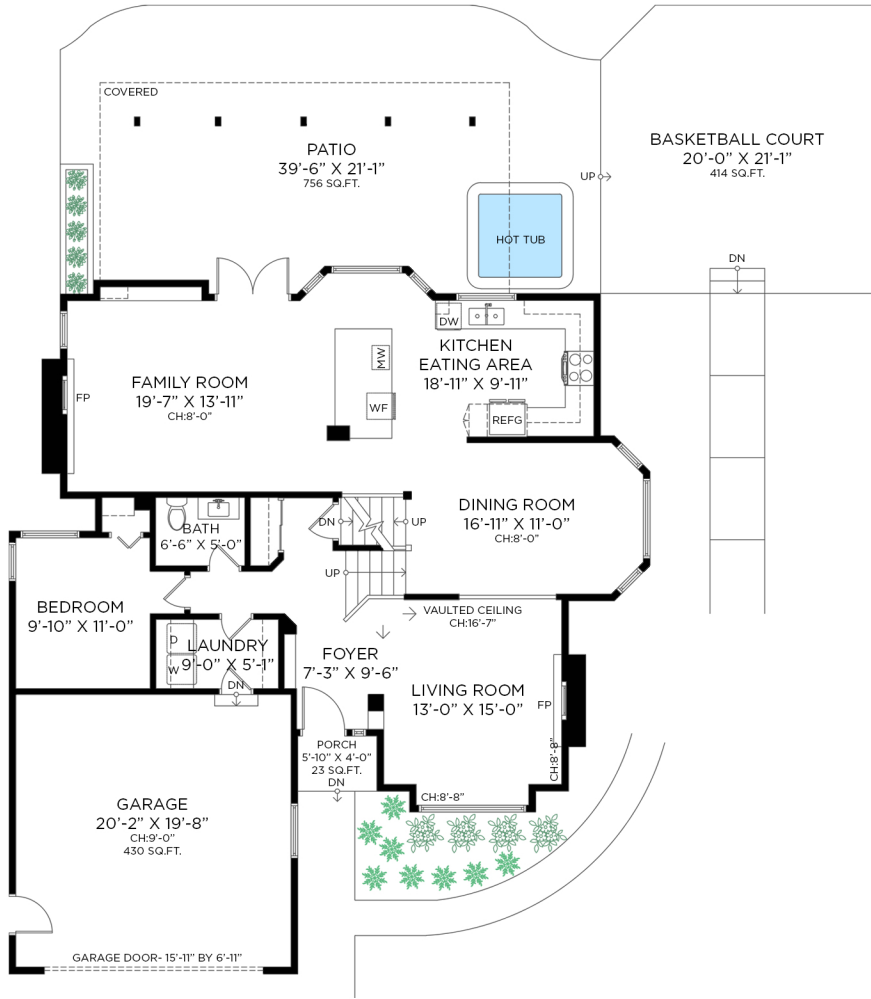 COVERED
PATIO
39'-6" X 21'-1"
756 SQ.FT.
BASKETBALL COURT
20'-0" X 21'-1"
414 SQ.FT.
UP
HOT TUB
DN
DW
KITCHEN
EATING AREA
18'-11" X 9'-11"
MW
WF
REFG
FAMILY ROOM
19'-7" X 13'-11"
CH:8'-0"
FP
DINING ROOM
16'-11" X 11'-0"
CH:8'-0"
DN
UP
BATH
6'-6" X 5'-0"
UP
BEDROOM
9'-10" X 11'-0"
VAULTED CEILING
CH:16'-7"
D
W
LAUNDRY
9'-0" X 5'-1"
DN
FOYER
7'-3" X 9'-6"
LIVING ROOM
13'-0" X 15'-0"
FP
CH:8'-8"
PORCH
5'-10" X 4'-0"
23 SQ.FT.
DN
CH:8'-8"
GARAGE
20'-2" X 19'-8"
CH:9'-0"
430 SQ.FT.
GARAGE DOOR- 15'-11" BY 6'-11"